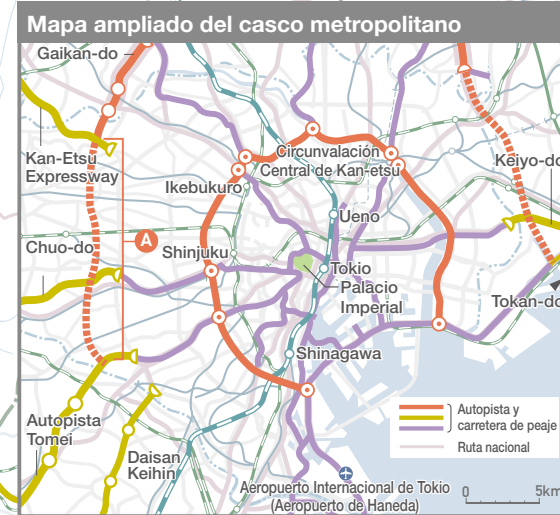 Mapa ampliado del casco metropolitano
Gaikan-do
Kan-Etsu
Expressway
Circunvalación
Central de Kan-etsu
Keiyo-do
Ikebukuro
Ueno
Chuo-do
A
Shinjuku
Tokio
Palacio
Imperial
Tokan-do
Shinagawa
Autopista y
carretera de peaje
Ruta nacional
Autopista
Tomei
Daisan
Keihin
Aeropuerto Internacional de Tokio
(Aeropuerto de Haneda)
0 5km